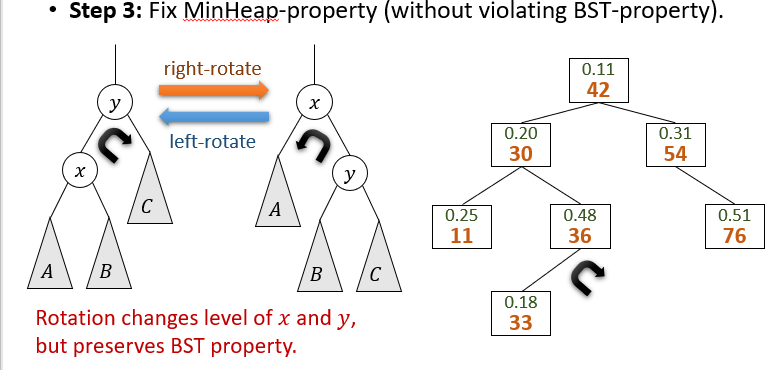 • Step 3: Fix MinHeap-property (without violating BST-property).
right-rotate
left-rotate
y
x
A
B
C
x
y
A
B
C
0.11
42
0.20
30
0.31
54
0.25
11
0.48
36
0.51
76
0.18
33
Rotation changes level of x and y,
but preserves BST property.